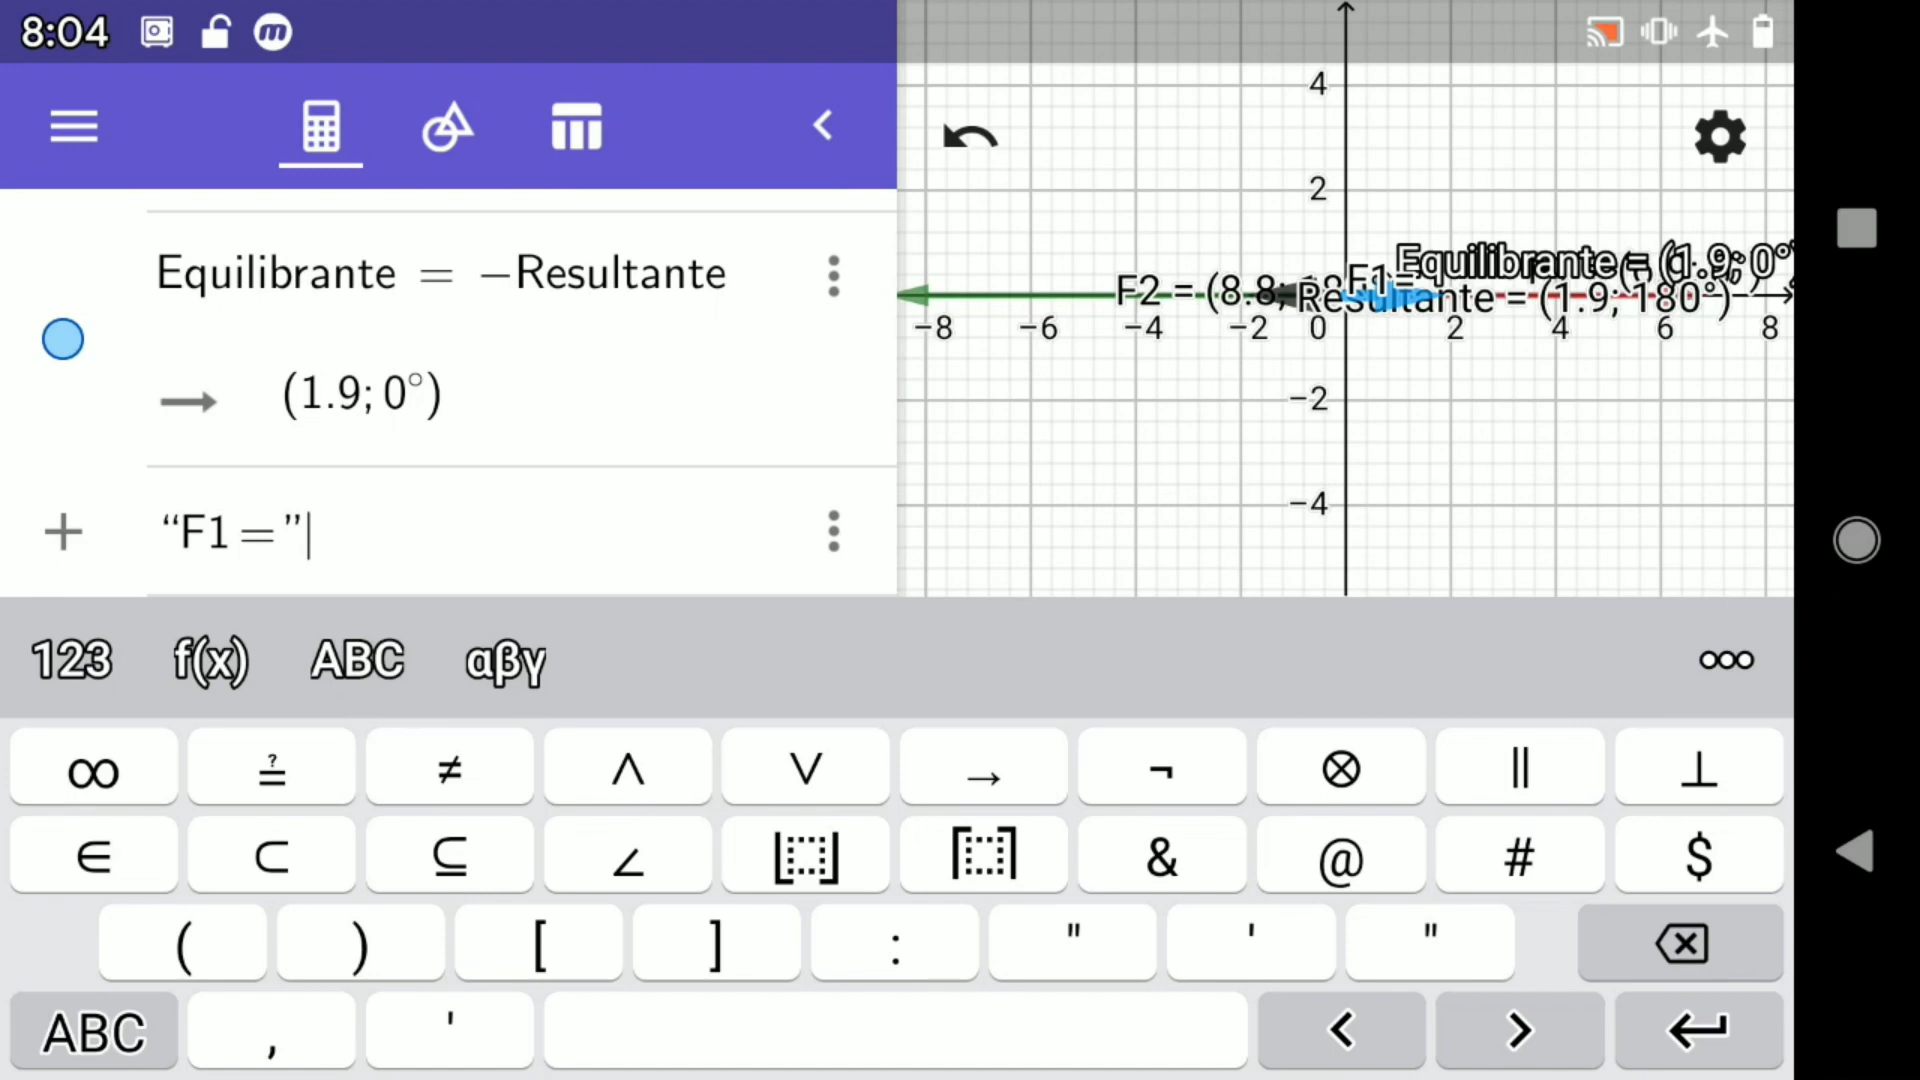 8:04
4
2
Equilibrante = −Resultante
Equilibrante = (1.9; 0°
F1 =
F2 = (8.8;
Resultante = (1.9; 180°)
−8 −6 −4 −2 0 2 4 6 8
→ (1.9; 0°)
−2
−4
+ “F1 = ”
123 f(x) ABC αβγ
∞ ≟ ≠ ∧ ∨ → ¬ ⊗ ∥ ⊥
∈ ⊂ ⊆ ∠ ⌊⌋ ⌈⌉ & @ # $
( ) [ ] : " ' "
ABC , ' < >